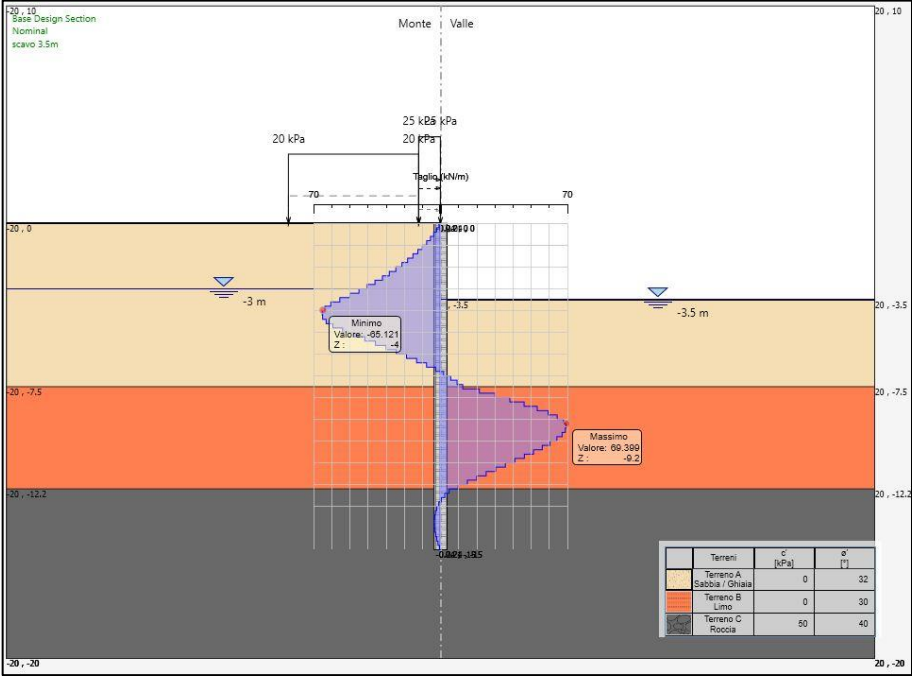 -20 , 10
20 , 10
Base Design Section
Nominal
scavo 3.5m
Monte
Valle
20 kPa
25 kPa
20 kPa
Taglio (kN/m)
70
70
-20 , 0
-3 m
-3.5
20 , -3.5
-3.5 m
Minimo
Valore: -65.121
Z : -4
-20 , -7.5
20 , -7.5
Massimo
Valore: 69.399
Z : -9.2
-20 , -12.2
20 , -12.2
Terreni c' ø'
[kPa] [°]
Terreno A
Sabbia / Ghiaia 0 32
Terreno B
Limo 0 30
Terreno C
Roccia 50 40
-20 , -20
20 , -20